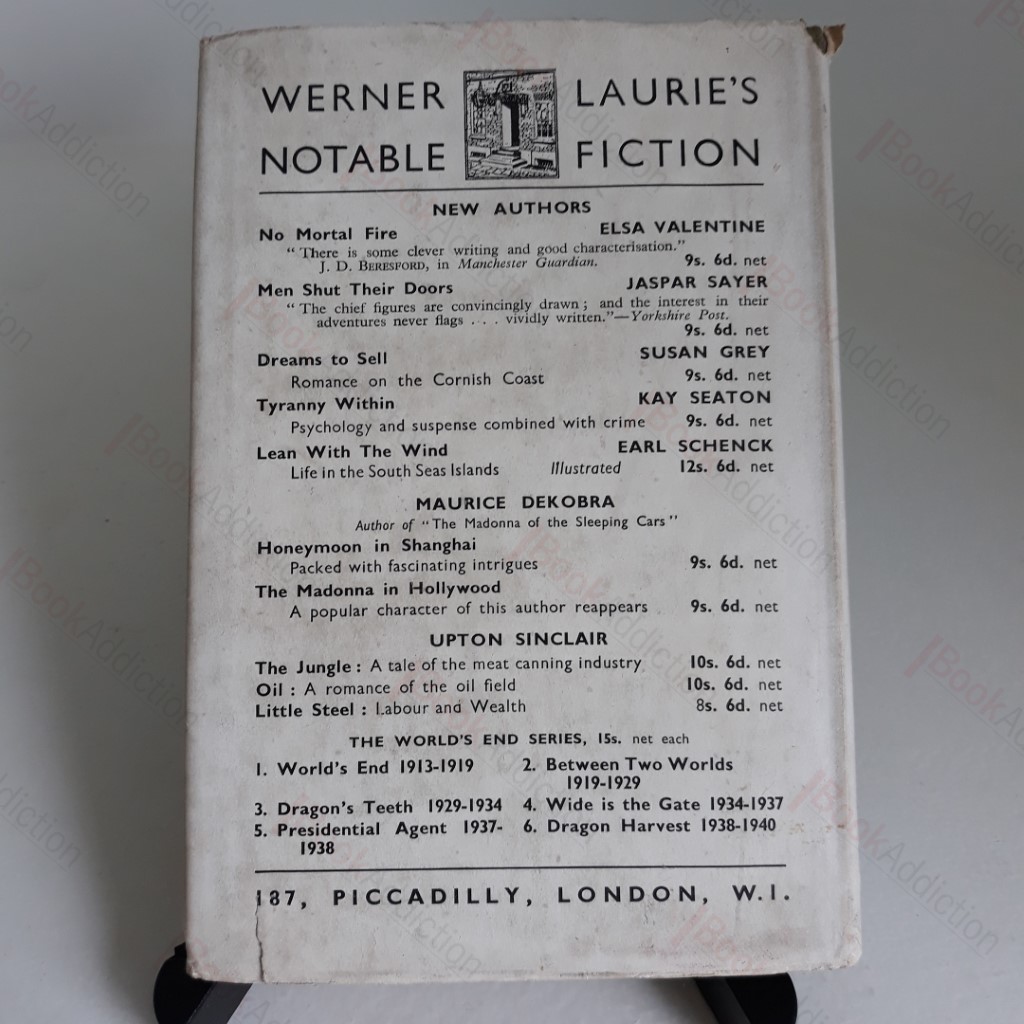 WERNER LAURIE'S
NOTABLE FICTION
NEW AUTHORS
No Mortal Fire ELSA VALENTINE
“ There is some clever writing and good characterisation.”
J. D. BERESFORD, in Manchester Guardian. 9s. 6d. net
Men Shut Their Doors JASPAR SAYER
“ The chief figures are convincingly drawn ; and the interest in their
adventures never flags . . . vividly written.”—Yorkshire Post.
9s. 6d. net
Dreams to Sell SUSAN GREY
Romance on the Cornish Coast 9s. 6d. net
Tyranny Within KAY SEATON
Psychology and suspense combined with crime 9s. 6d. net
Lean With The Wind EARL SCHENCK
Life in the South Seas Islands Illustrated 12s. 6d. net
MAURICE DEKOBRA
Author of “The Madonna of the Sleeping Cars”
Honeymoon in Shanghai
Packed with fascinating intrigues 9s. 6d. net
The Madonna in Hollywood
A popular character of this author reappears 9s. 6d. net
UPTON SINCLAIR
The Jungle : A tale of the meat canning industry 10s. 6d. net
Oil : A romance of the oil field 10s. 6d. net
Little Steel : Labour and Wealth 8s. 6d. net
THE WORLD'S END SERIES, 15s. net each
1. World's End 1913-1919 2. Between Two Worlds
1919-1929
3. Dragon's Teeth 1929-1934 4. Wide is the Gate 1934-1937
5. Presidential Agent 1937- 6. Dragon Harvest 1938-1940
1938
187, PICCADILLY, LONDON, W.1.
BookAddiction